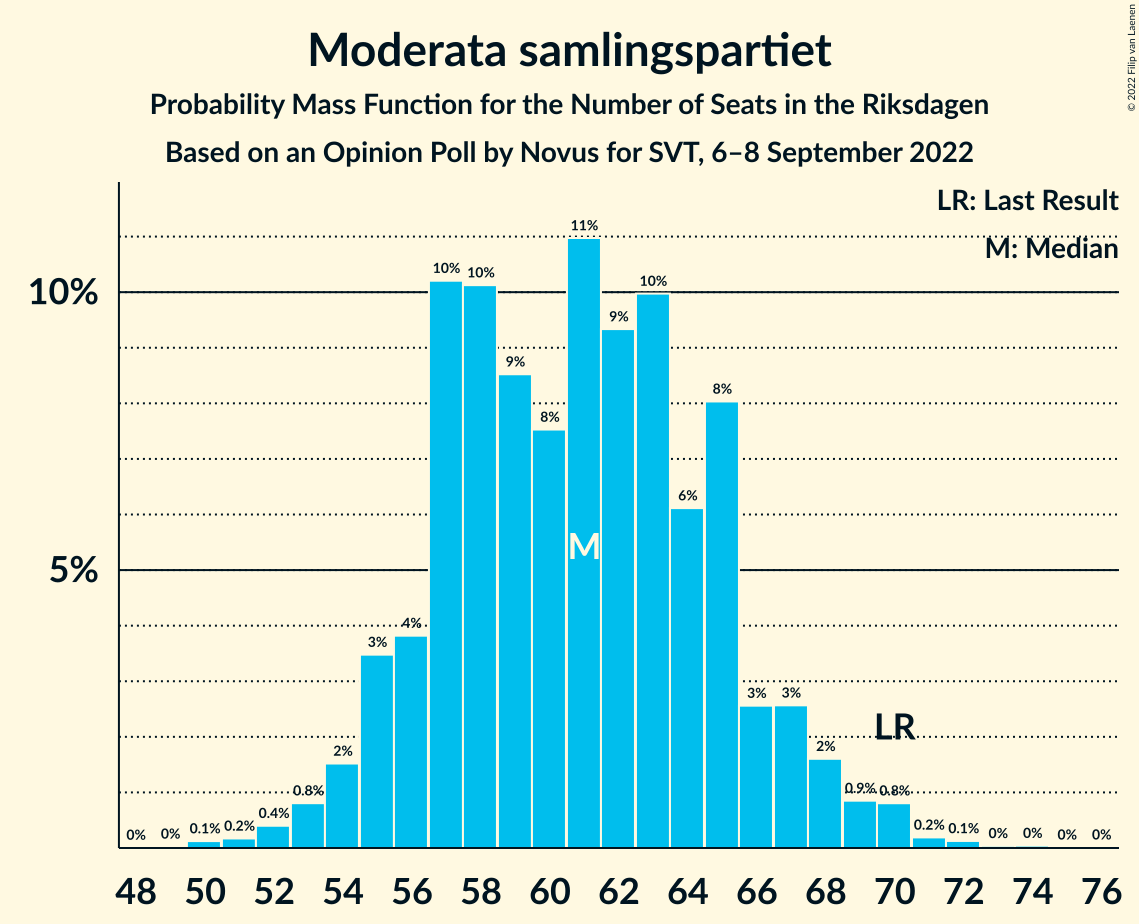 Moderata samlingspartiet
Probability Mass Function for the Number of Seats in the Riksdagen
Based on an Opinion Poll by Novus for SVT, 6–8 September 2022
© 2022 Filip van Laenen
LR: Last Result
M: Median
10%
5%
0% 0% 0.1% 0.2% 0.4% 0.8% 2% 3% 4% 10% 10% 9% 8% 11% 9% 10% 6% 8% 3% 3% 2% 0.9% 0.8% 0.2% 0.1% 0% 0% 0% 0%
M
LR
48 50 52 54 56 58 60 62 64 66 68 70 72 74 76